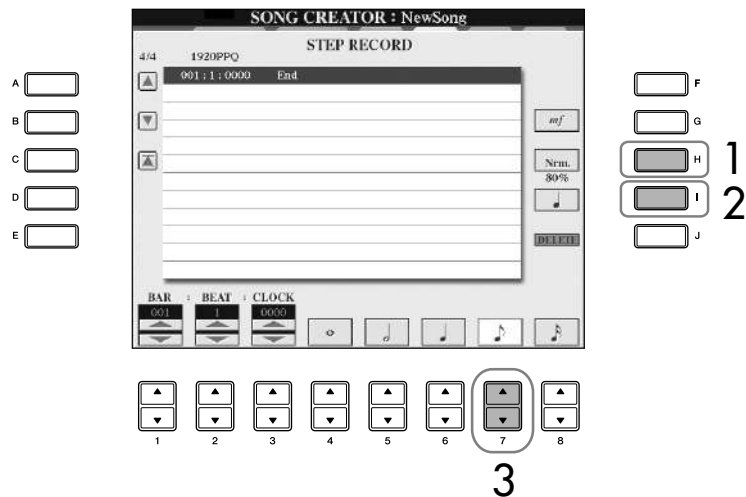 SONG CREATOR : NewSong
STEP RECORD
4/4 1920PPQ
001 : 1 : 0000 End
A
B
C
D
E
mf
Nrm.
80%
DELETE
F
G
H 1
I 2
J
BAR : BEAT : CLOCK
001 1 0000
1 2 3 4 5 6 7 8
3